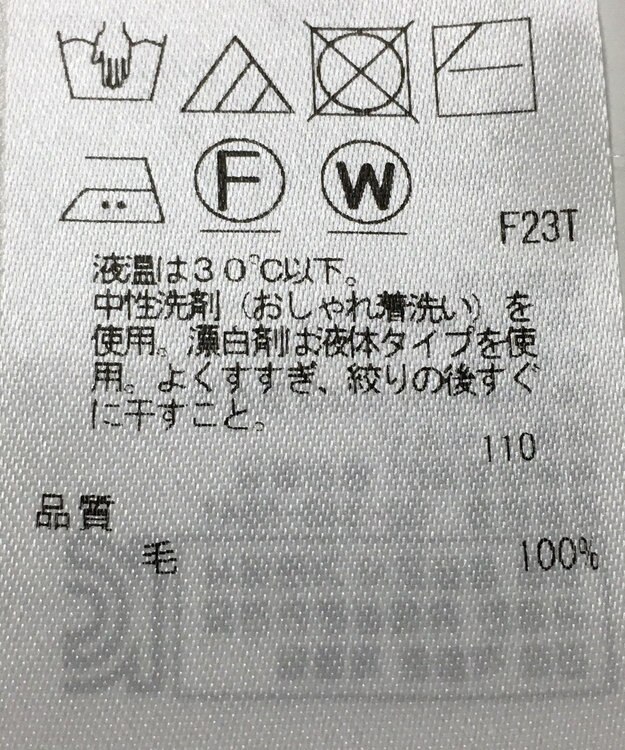 F W
F23T
液温は30℃以下。
中性洗剤（おしゃれ着洗い）を
使用。漂白剤は液体タイプを使
用。よくすすぎ、絞りの後すぐ
に干すこと。
110
品質
毛 100%